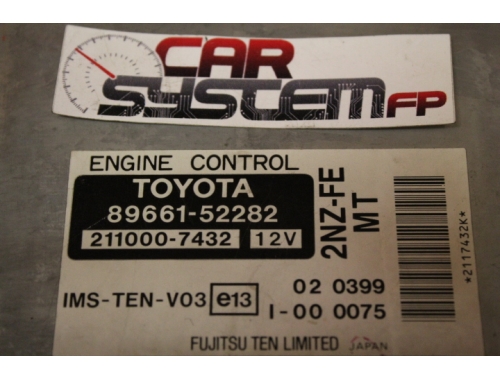 CAR
SYSTEM FP
ENGINE CONTROL
TOYOTA
89661-52282
211000-7432 12V
2NZ-FE
MT
IMS-TEN-V03 e13
02 0399
I-00 0075
FUJITSU TEN LIMITED JAPAN
*2117432K*